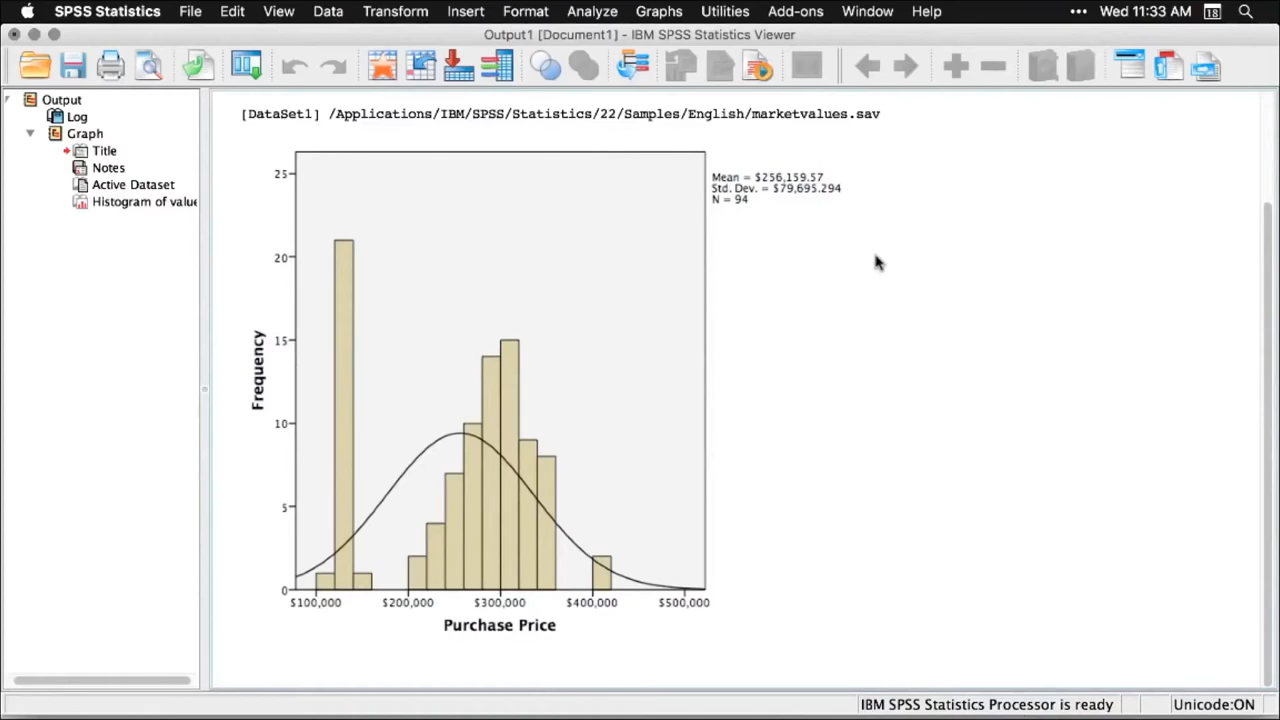 SPSS Statistics File Edit View Data Transform Insert Format Analyze Graphs Utilities Add-ons Window Help ••• Wed 11:33 AM 18
Output1 [Document1] - IBM SPSS Statistics Viewer
Output
Log
Graph
Title
Notes
Active Dataset
Histogram of value
[DataSet1] /Applications/IBM/SPSS/Statistics/22/Samples/English/marketvalues.sav
Mean = $256,159.57
Std. Dev. = $79,695.294
N = 94
Frequency
25
20
15
10
5
0
$100,000 $200,000 $300,000 $400,000 $500,000
Purchase Price
IBM SPSS Statistics Processor is ready Unicode:ON